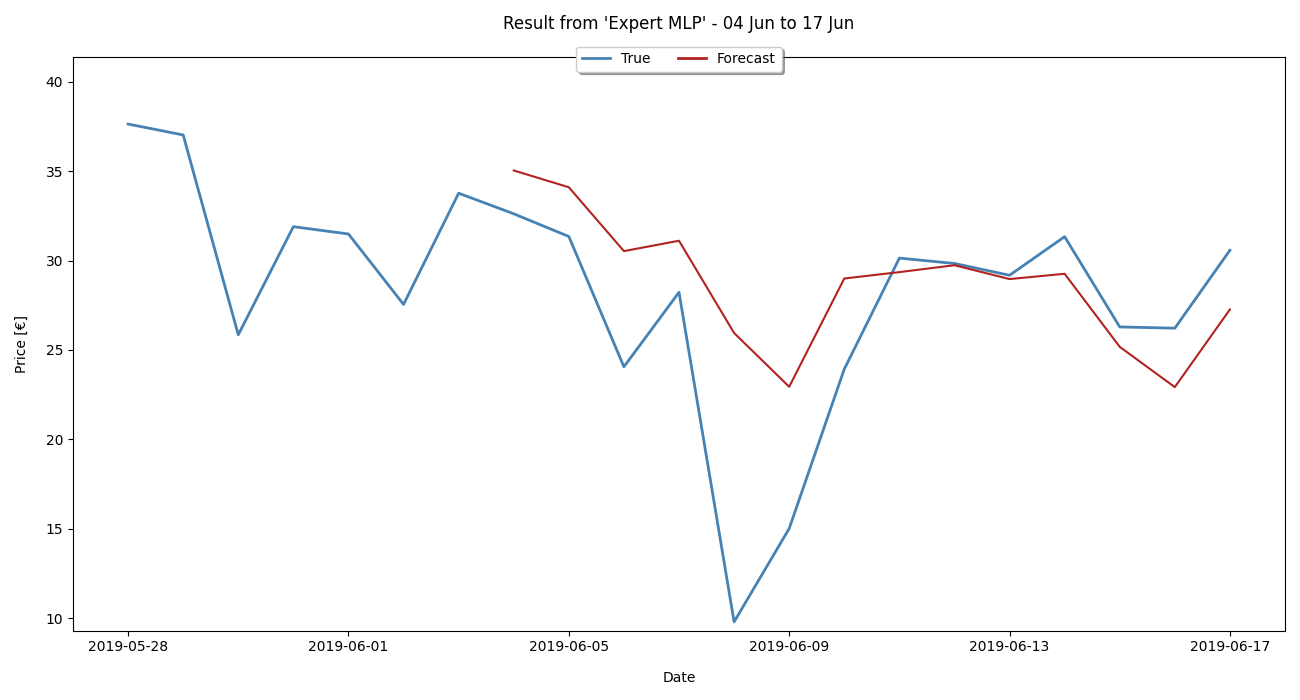 Result from 'Expert MLP' - 04 Jun to 17 Jun
True Forecast
40
35
30
25
20
15
10
Price [€]
2019-05-28 2019-06-01 2019-06-05 2019-06-09 2019-06-13 2019-06-17
Date